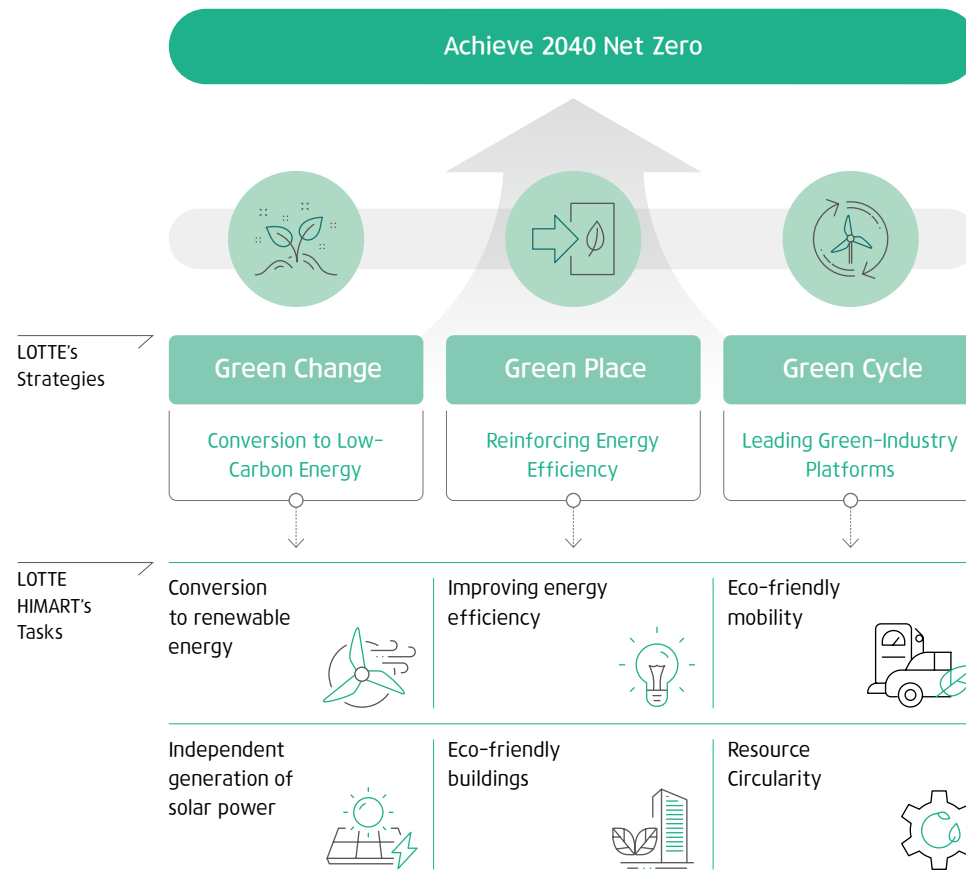 Achieve 2040 Net Zero
LOTTE's
Strategies
Green Change
Green Place
Green Cycle
Conversion to Low-
Carbon Energy
Reinforcing Energy
Efficiency
Leading Green-Industry
Platforms
LOTTE
HIMART's
Tasks
Conversion
to renewable
energy
Improving energy
efficiency
Eco-friendly
mobility
Independent
generation of
solar power
Eco-friendly
buildings
Resource
Circularity